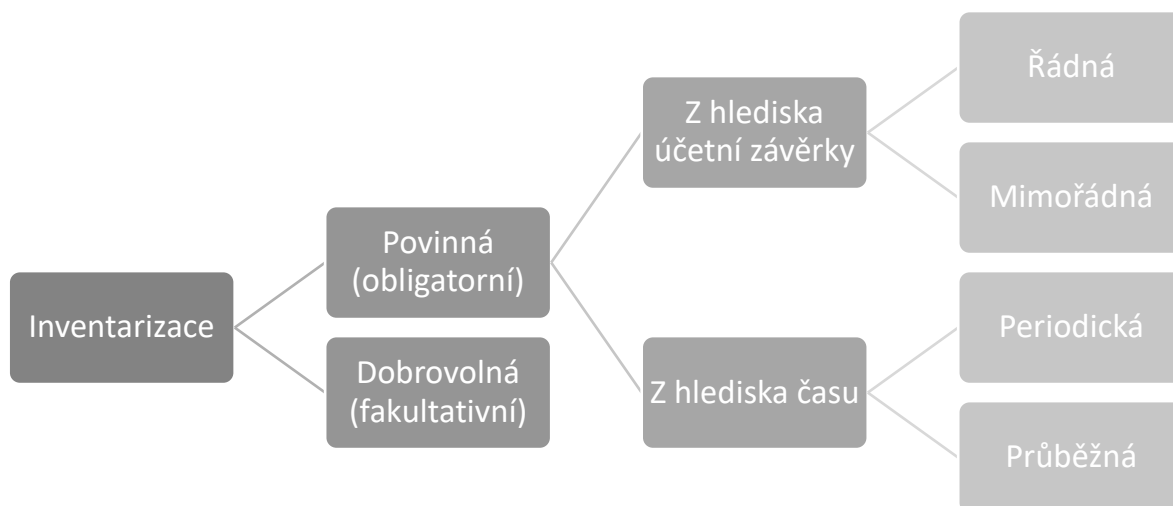 Inventarizace
Povinná
(obligatorní)
Dobrovolná
(fakultativní)
Z hlediska
účetní závěrky
Z hlediska času
Řádná
Mimořádná
Periodická
Průběžná